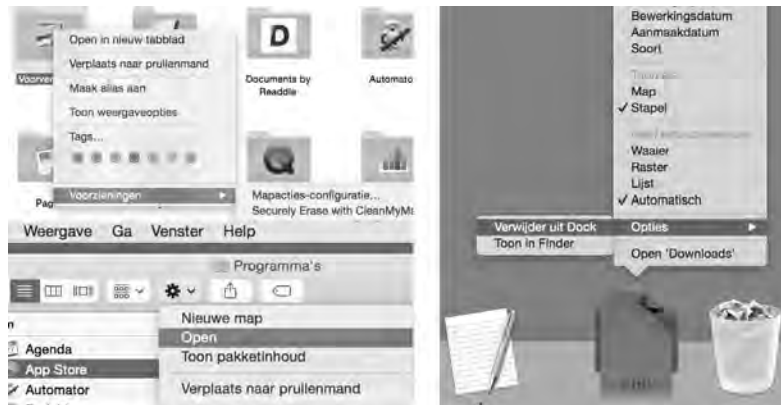 Open in nieuw tabblad
Verplaats naar prullenmand
Maak alias aan
Toon weergaveopties
Tags...
Voorzieningen
D
Documents by
Readdle
Automato
Pag
Mapacties-configuratie...
Securely Erase with CleanMyMa
Weergave Ga Venster Help
Programma's
Nieuwe map
Open
Toon pakketinhoud
Verplaats naar prullenmand
Agenda
App Store
Automator
Bewerkingsdatum
Aanmaakdatum
Soort
Map
✓ Stapel
Waaier
Raster
Lijst
✓ Automatisch
Opties
Verwijder uit Dock
Toon in Finder
Open 'Downloads'